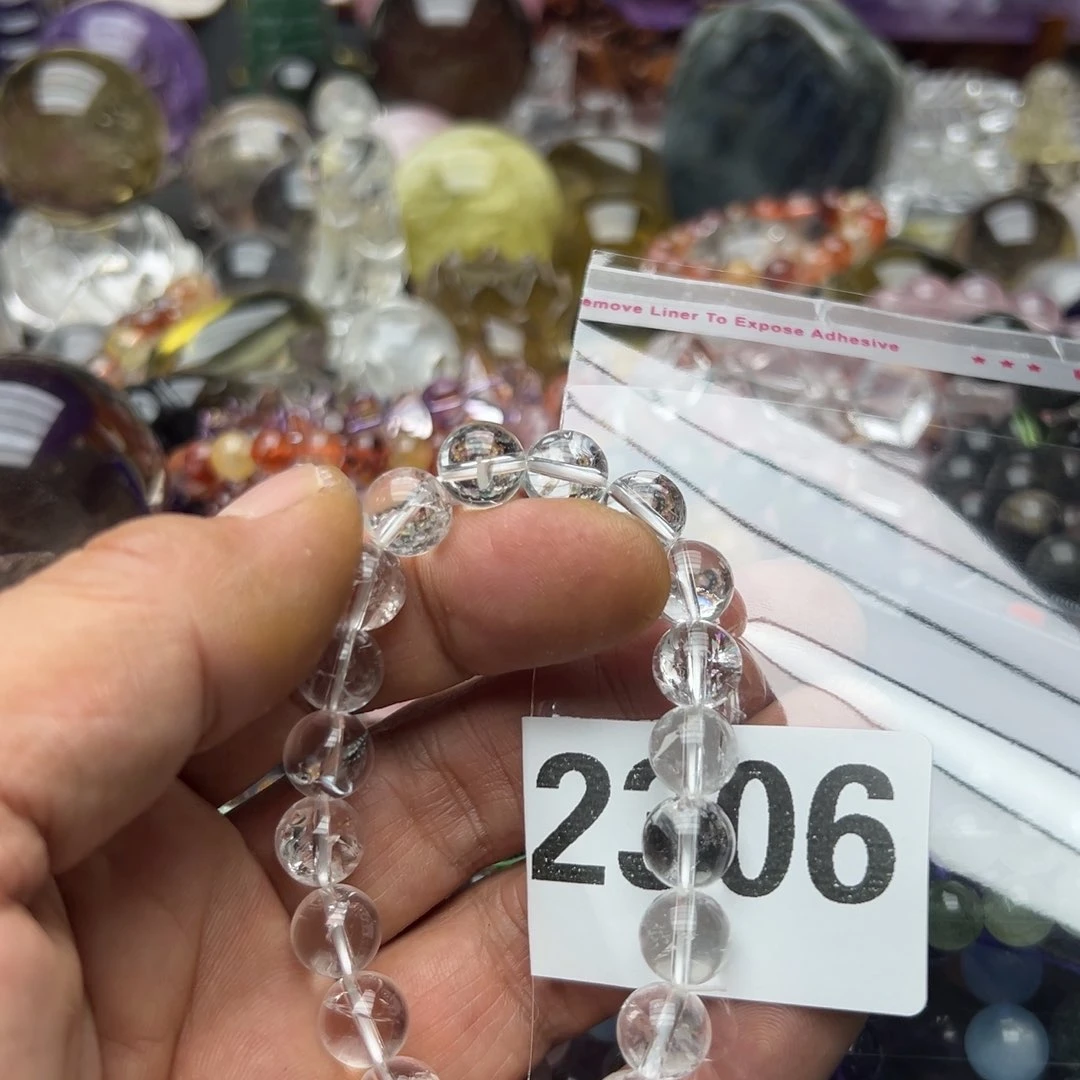 emove Liner To Expose Adhesive ★ ★ ★
2306